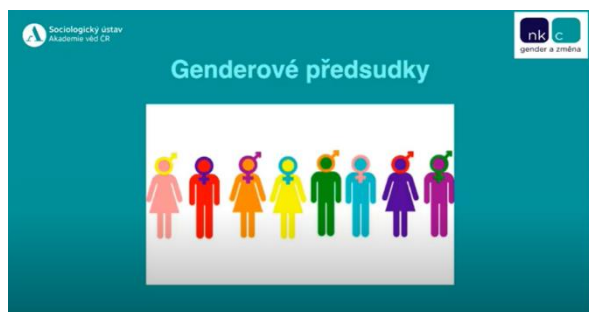 Sociologický ústav
Akademie věd ČR
nk c
gender a změna
Genderové předsudky